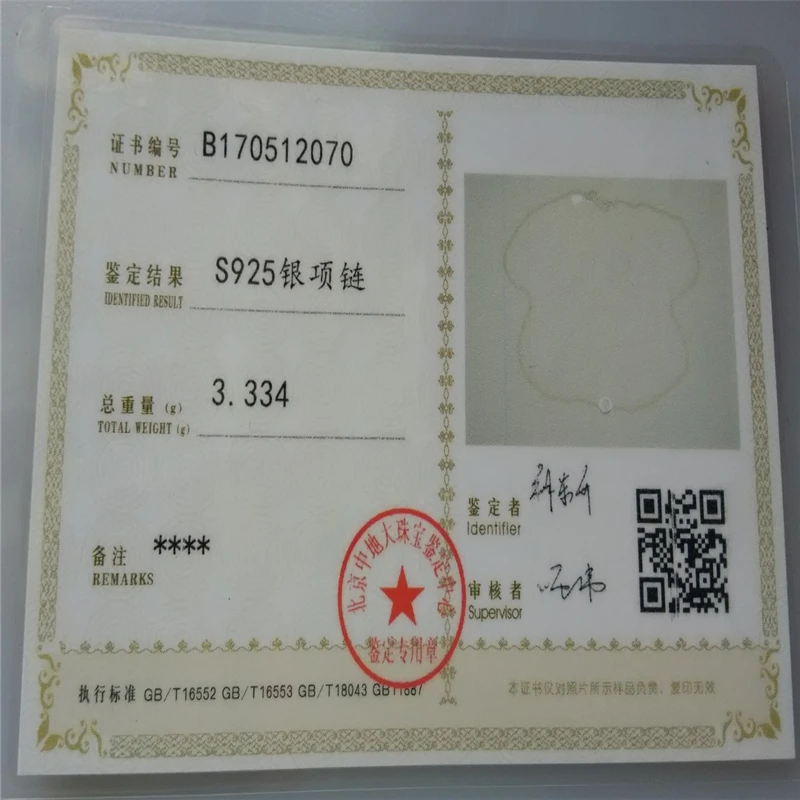 证书编号 B170512070
NUMBER
鉴定结果 S925银项链
IDENTIFIED RESULT
总重量 (g) 3.334
TOTAL WEIGHT (g)
备注 ****
REMARKS
鉴定者
Identifier
审核者
Supervisor
北京中地大珠宝鉴定中心
鉴定专用章
执行标准 GB/T16552 GB/T16553 GB/T18043 GB11887
本证书仅对照片所示样品负责，复印无效